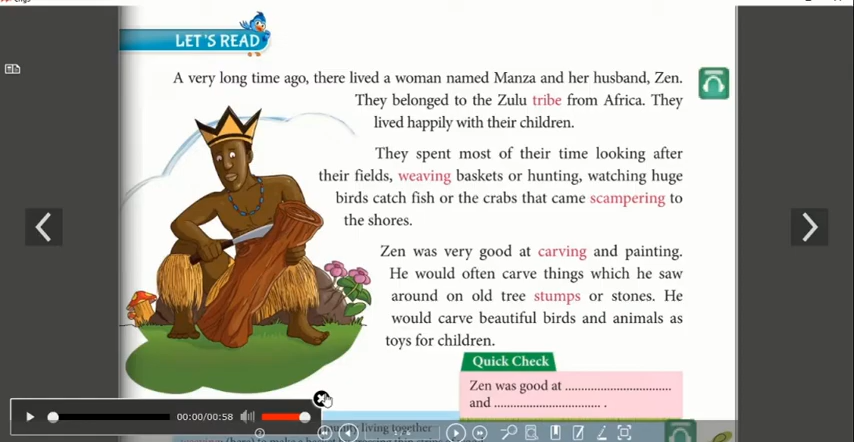 LET'S READ
A very long time ago, there lived a woman named Manza and her husband, Zen.
They belonged to the Zulu tribe from Africa. They
lived happily with their children.
They spent most of their time looking after
their fields, weaving baskets or hunting, watching huge
birds catch fish or the crabs that came scampering to
the shores.
Zen was very good at carving and painting.
He would often carve things which he saw
around on old tree stumps or stones. He
would carve beautiful birds and animals as
toys for children.
Quick Check
Zen was good at ....................................
and .................................... .
00:00/00:58
living together